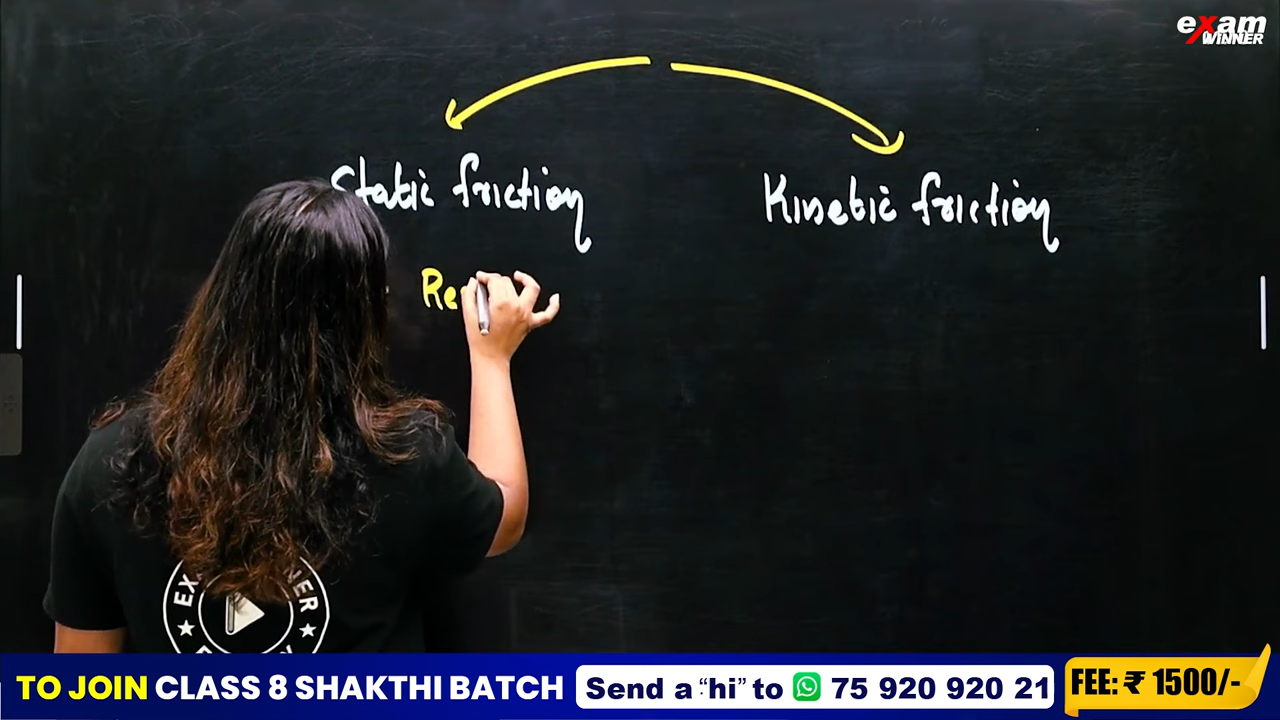 exam
WINNER
Static friction
Kinetic friction
Re
TO JOIN CLASS 8 SHAKTHI BATCH
Send a “hi” to 75 920 920 21
FEE: ₹ 1500/-